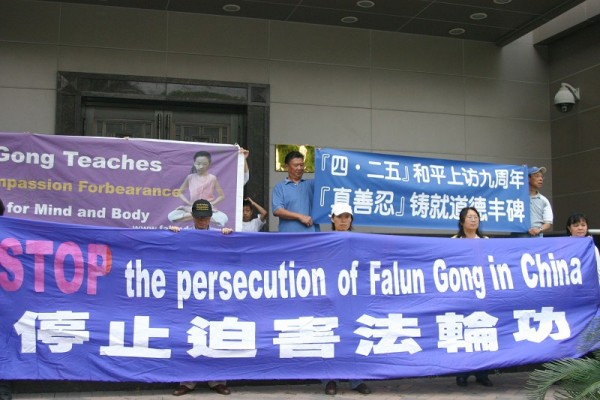 Gong Teaches
mpassion Forbearance
for Mind and Body
『四·二五』和平上访九周年
『真善忍』铸就道德丰碑
STOP the persecution of Falun Gong in China
停止迫害法輪功